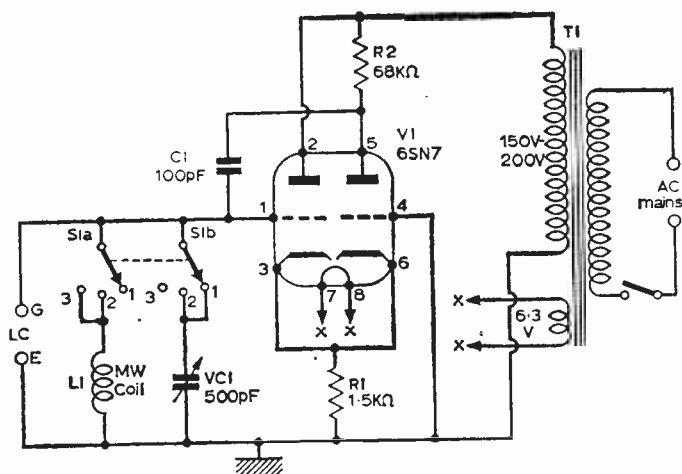 T1
R2
68KΩ
2
5
V1
6SN7
150V-
200V
C1
100pF
AC
mains
S1a
S1b
1
4
3
2
1
3
2
1
3
6
7
8
G
LC
E
X
X
X
X
6·3
V
L1
MW
Coil
VC1
500pF
R1
1·5KΩ